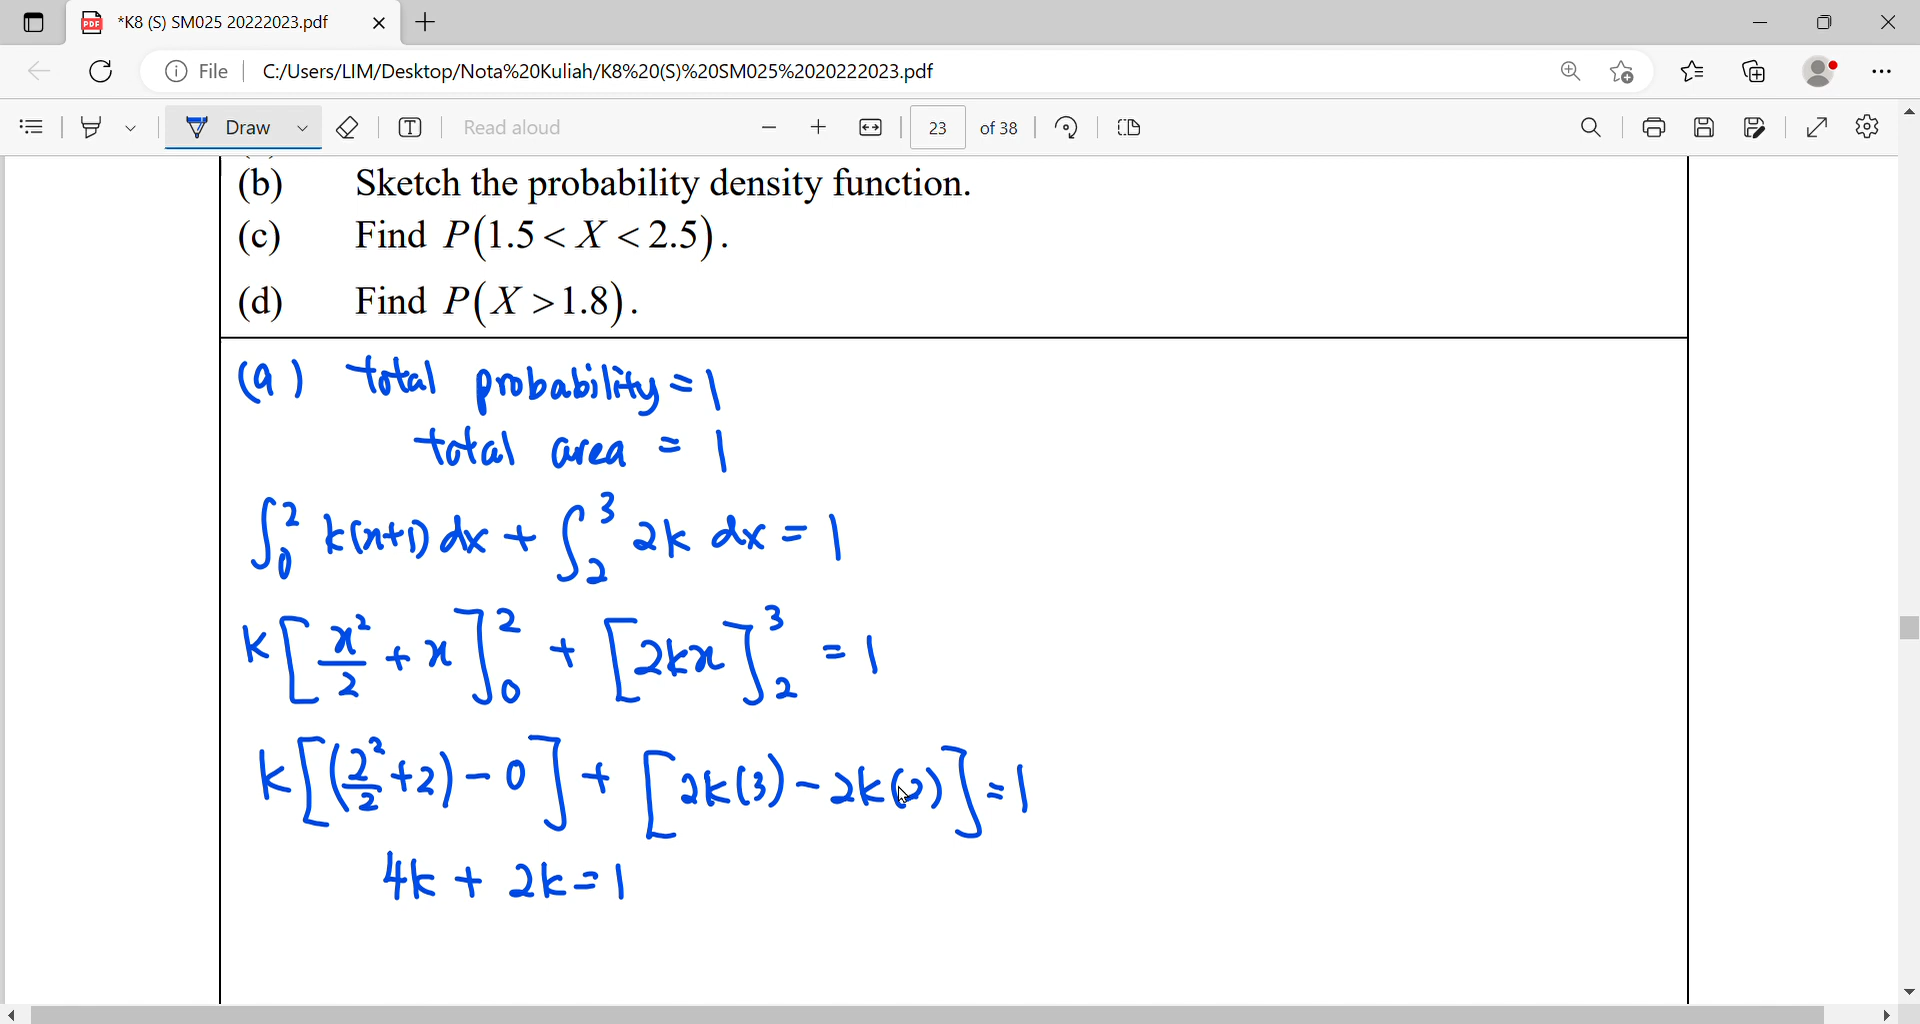 *K8 (S) SM025 20222023.pdf
File C:/Users/LIM/Desktop/Nota%20Kuliah/K8%20(S)%20SM025%2020222023.pdf
Draw Read aloud 23 of 38
(b) Sketch the probability density function.
(c) Find P(1.5 < X < 2.5).
(d) Find P(X > 1.8).
(a) total probability = 1
total area = 1
∫₀² k(x+1) dx + ∫₂³ 2k dx = 1
k[x²/2 + x]₀² + [2kx]₂³ = 1
k[(2²/2 + 2) − 0] + [2k(3) − 2k(2)] = 1
4k + 2k = 1